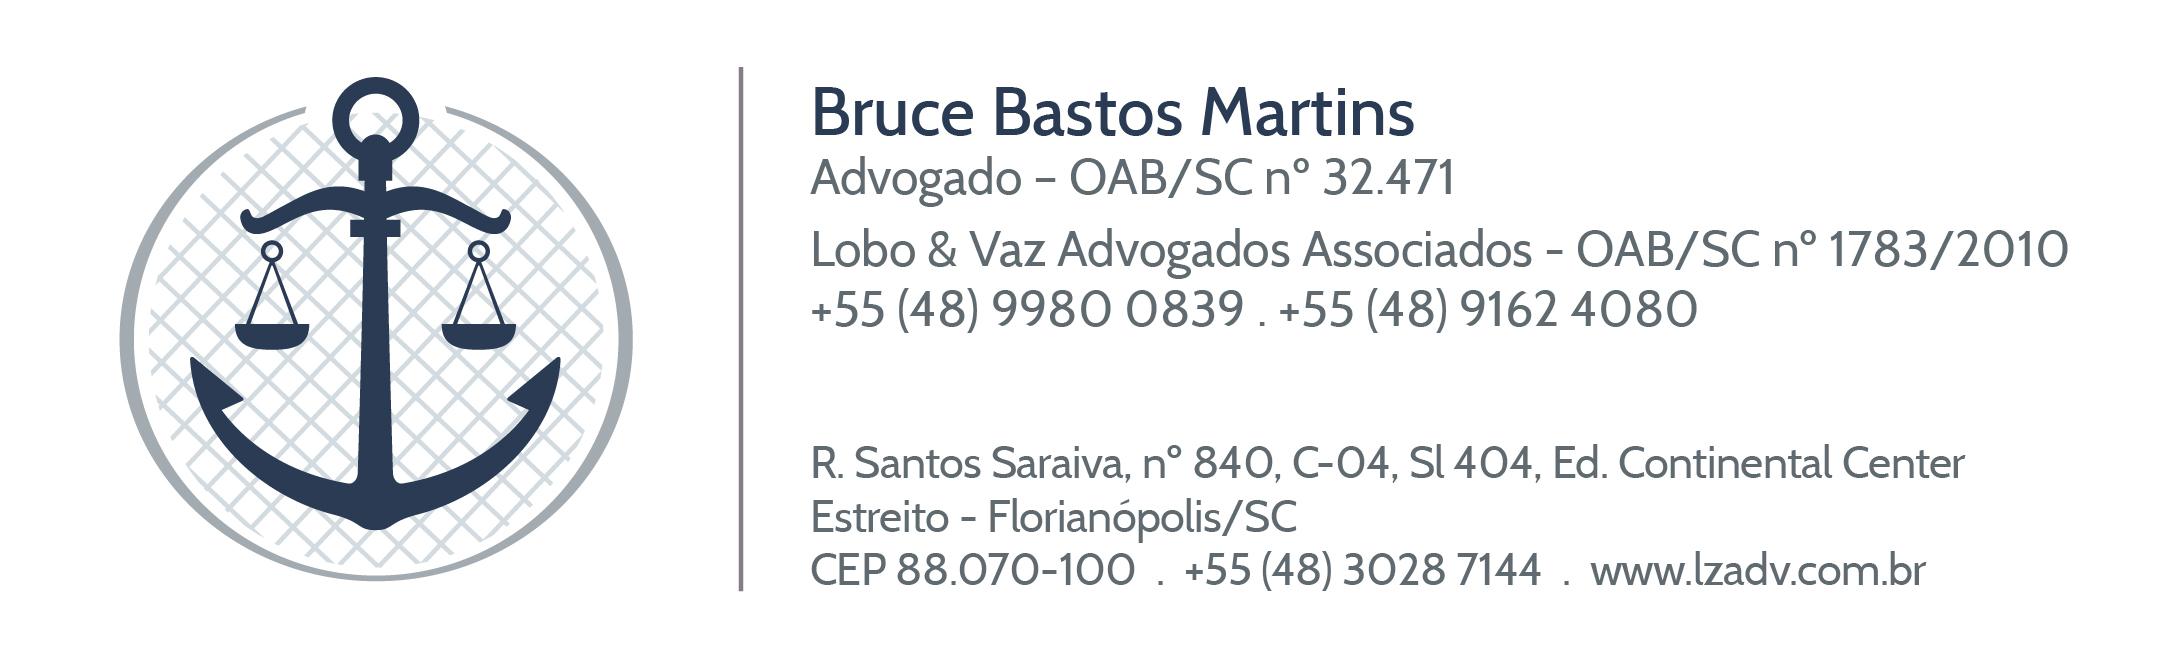 Bruce Bastos Martins
Advogado – OAB/SC nº 32.471
Lobo & Vaz Advogados Associados - OAB/SC nº 1783/2010
+55 (48) 9980 0839 . +55 (48) 9162 4080
R. Santos Saraiva, nº 840, C-04, Sl 404, Ed. Continental Center
Estreito - Florianópolis/SC
CEP 88.070-100 . +55 (48) 3028 7144 . www.lzadv.com.br